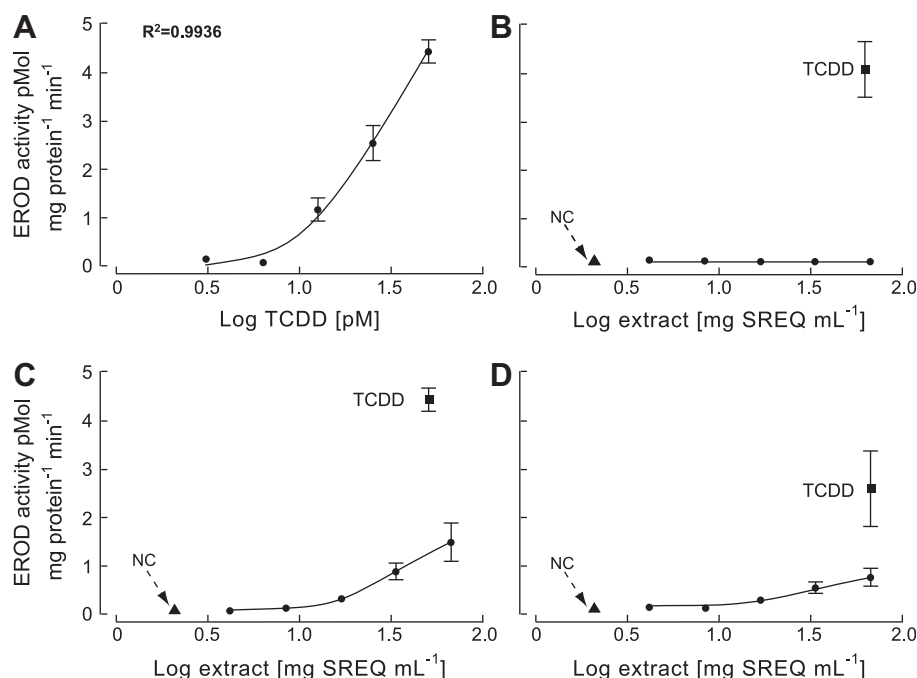 A
R²=0.9936
EROD activity pMol
mg protein⁻¹ min⁻¹
5
4
3
2
1
0
0 0.5 1.0 1.5 2.0
Log TCDD [pM]
B
TCDD
NC
0 0.5 1.0 1.5 2.0
Log extract [mg SREQ mL⁻¹]
C
EROD activity pMol
mg protein⁻¹ min⁻¹
5
4
3
2
1
0
TCDD
NC
0 0.5 1.0 1.5 2.0
Log extract [mg SREQ mL⁻¹]
D
TCDD
NC
0 0.5 1.0 1.5 2.0
Log extract [mg SREQ mL⁻¹]